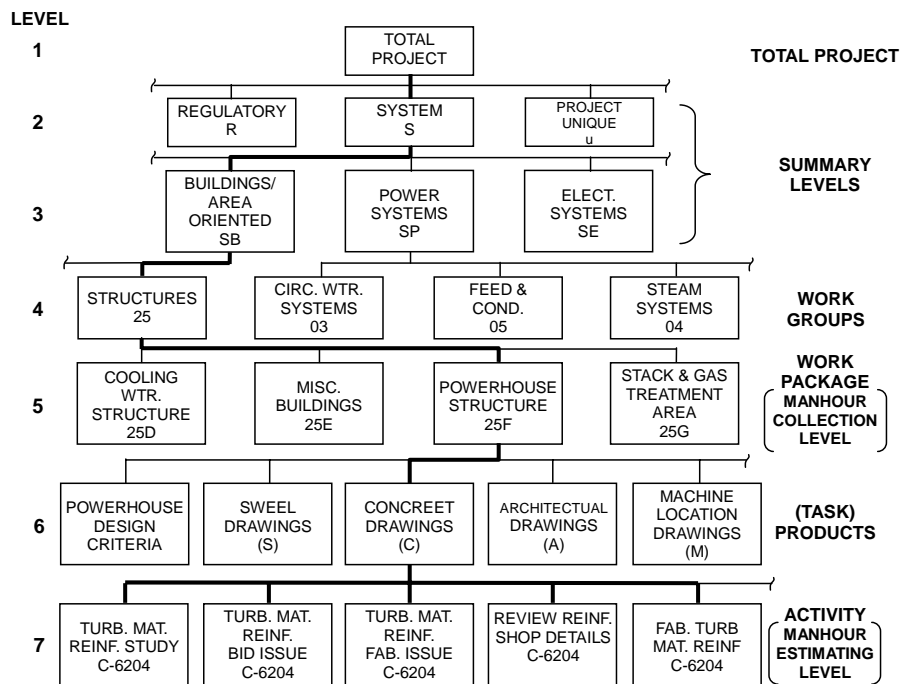 LEVEL
1
TOTAL
PROJECT
TOTAL PROJECT
2
REGULATORY
R
SYSTEM
S
PROJECT
UNIQUE
u
SUMMARY
LEVELS
3
BUILDINGS/
AREA
ORIENTED
SB
POWER
SYSTEMS
SP
ELECT.
SYSTEMS
SE
4
STRUCTURES
25
CIRC. WTR.
SYSTEMS
03
FEED &
COND.
05
STEAM
SYSTEMS
04
WORK
GROUPS
5
COOLING
WTR.
STRUCTURE
25D
MISC.
BUILDINGS
25E
POWERHOUSE
STRUCTURE
25F
STACK & GAS
TREATMENT
AREA
25G
WORK
PACKAGE
MANHOUR
COLLECTION
LEVEL
6
POWERHOUSE
DESIGN
CRITERIA
SWEEL
DRAWINGS
(S)
CONCREET
DRAWINGS
(C)
ARCHITECTUAL
DRAWINGS
(A)
MACHINE
LOCATION
DRAWINGS
(M)
(TASK)
PRODUCTS
7
TURB. MAT.
REINF. STUDY
C-6204
TURB. MAT.
REINF.
BID ISSUE
C-6204
TURB. MAT.
REINF.
FAB. ISSUE
C-6204
REVIEW REINF.
SHOP DETAILS
C-6204
FAB. TURB
MAT. REINF
C-6204
ACTIVITY
MANHOUR
ESTIMATING
LEVEL